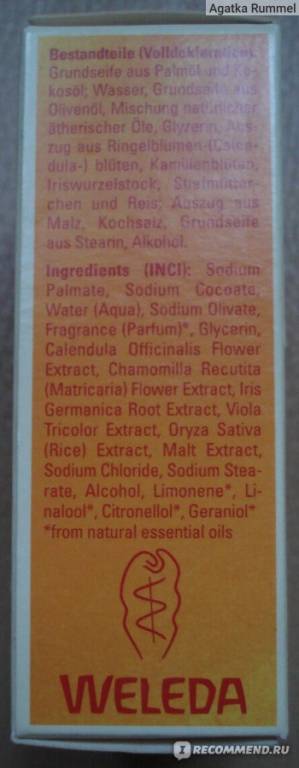 Agatka Rummel
Bestandteile (Volldeklaration):
Grundseife aus Palmöl und Ko-
kosöl; Wasser, Grundseife aus
Olivenöl, Mischung natürlicher
ätherischer Öle, Glyzerin, Aus-
zug aus Ringelblumen-(Calen-
dula-) blüten, Kamillenblüten,
Iriswurzelstock, Stiefmütter-
chen und Reis; Auszug aus
Malz, Kochsalz, Grundseife
aus Stearin, Alkohol.
Ingredients (INCI): Sodium
Palmate, Sodium Cocoate,
Water (Aqua), Sodium Olivate,
Fragrance (Parfum)*, Glycerin,
Calendula Officinalis Flower
Extract, Chamomilla Recutita
(Matricaria) Flower Extract, Iris
Germanica Root Extract, Viola
Tricolor Extract, Oryza Sativa
(Rice) Extract, Malt Extract,
Sodium Chloride, Sodium Stea-
rate, Alcohol, Limonene*, Li-
nalool*, Citronellol*, Geraniol*
*from natural essential oils
WELEDA
IRECOMMEND.RU